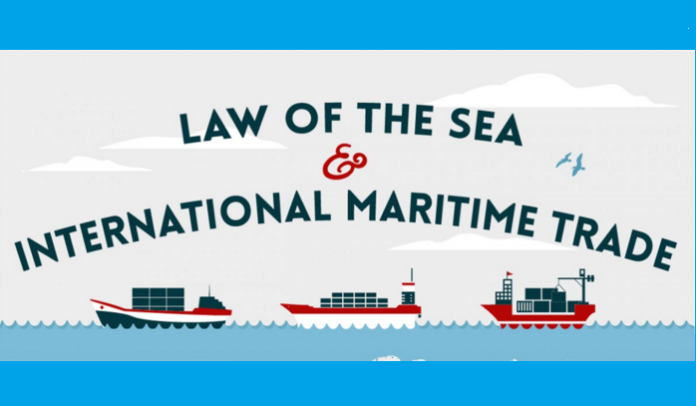 LAW OF THE SEA
&
INTERNATIONAL MARITIME TRADE